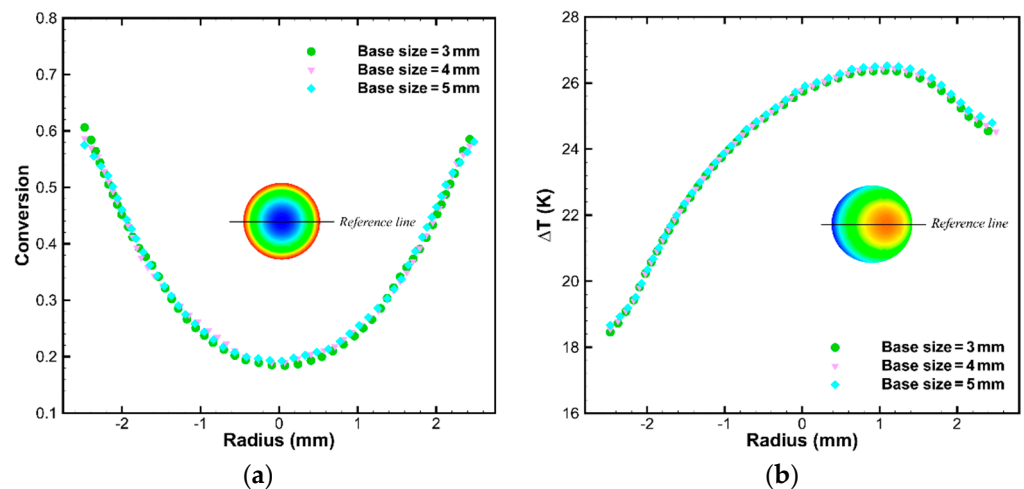 0.8
0.7
0.6
0.5
0.4
0.3
0.2
0.1
Conversion
Base size = 3 mm
Base size = 4 mm
Base size = 5 mm
Reference line
-2
-1
0
1
2
Radius (mm)
(a)
28
26
24
22
20
18
16
ΔT (K)
Reference line
Base size = 3 mm
Base size = 4 mm
Base size = 5 mm
-2
-1
0
1
2
Radius (mm)
(b)